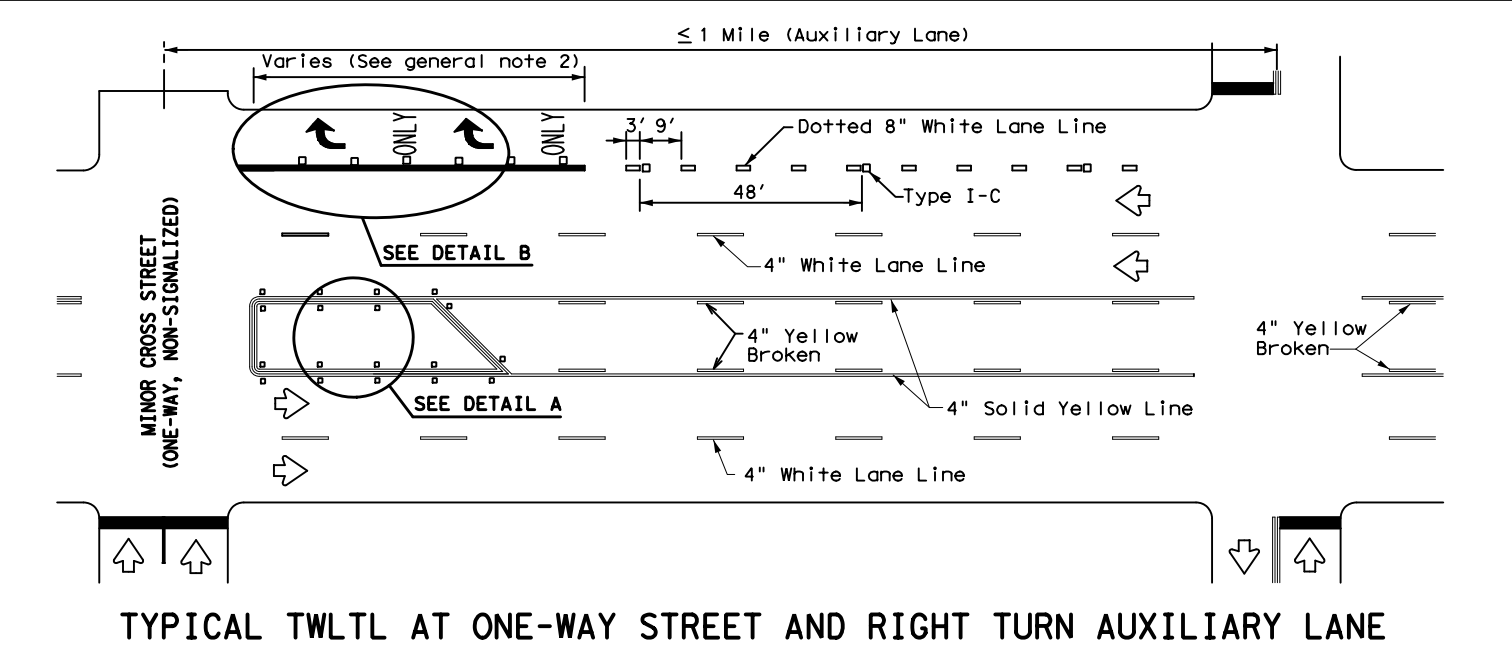 ≤ 1 Mile (Auxiliary Lane)
Varies (See general note 2)
ONLY
ONLY
3' 9'
Dotted 8" White Lane Line
48'
Type I-C
SEE DETAIL B
4" White Lane Line
MINOR CROSS STREET
(ONE-WAY, NON-SIGNALIZED)
4" Yellow
Broken
4" Yellow
Broken
SEE DETAIL A
4" Solid Yellow Line
4" White Lane Line
TYPICAL TWLTL AT ONE-WAY STREET AND RIGHT TURN AUXILIARY LANE